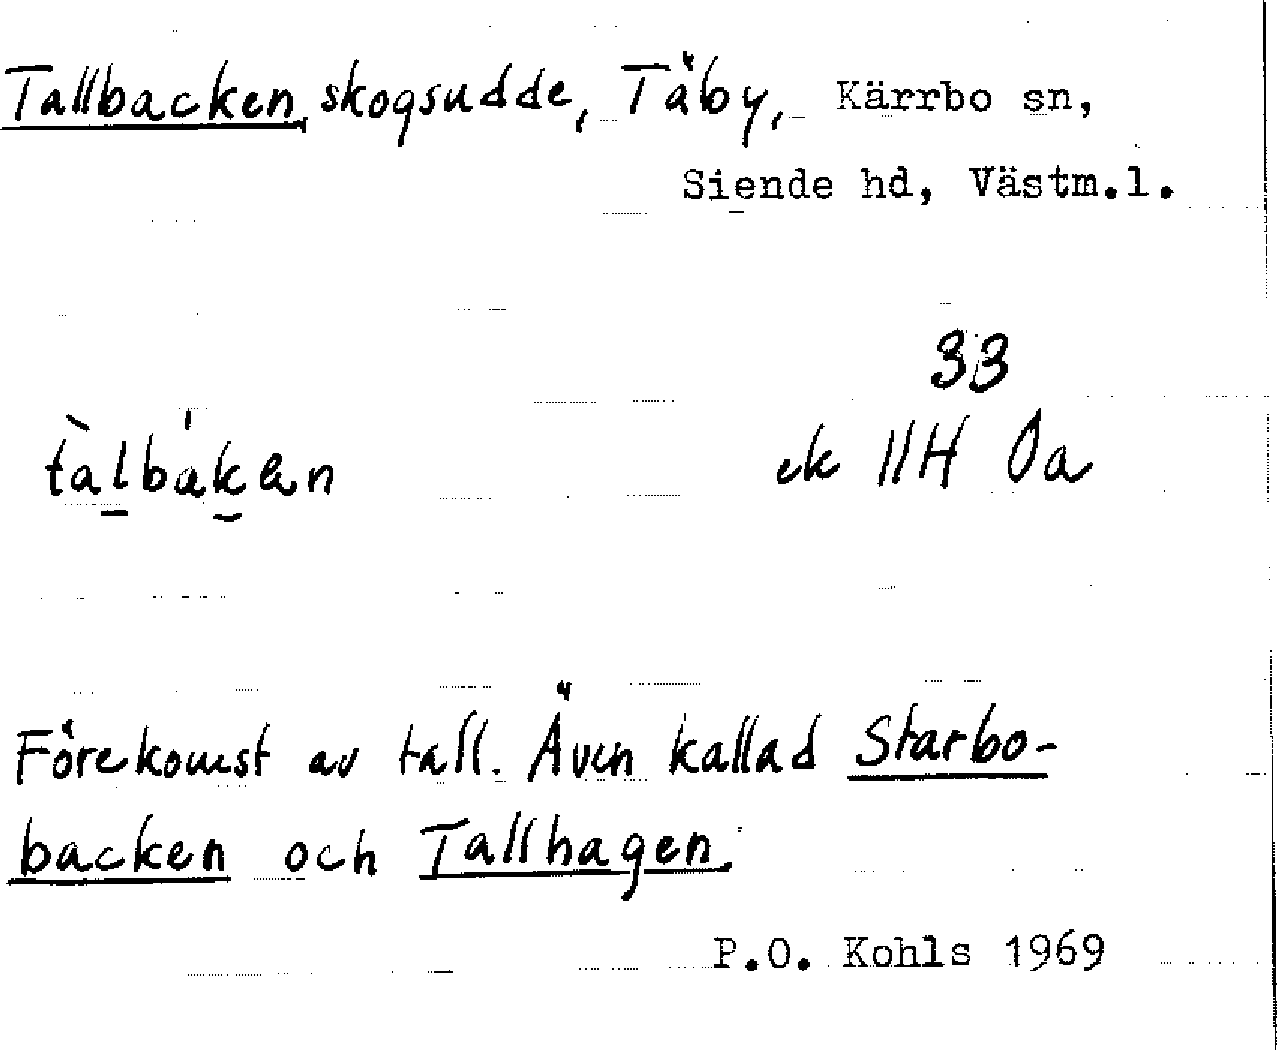 Tallbacken, skogsudde, Täby, Kärrbo sn,
Siende hd, Västm.l.
33
tàlbákan ek 11H 0a
Förekomst av tall. Även kallad Starbo-
backen och Tallhagen.
P.O. Kohls 1969